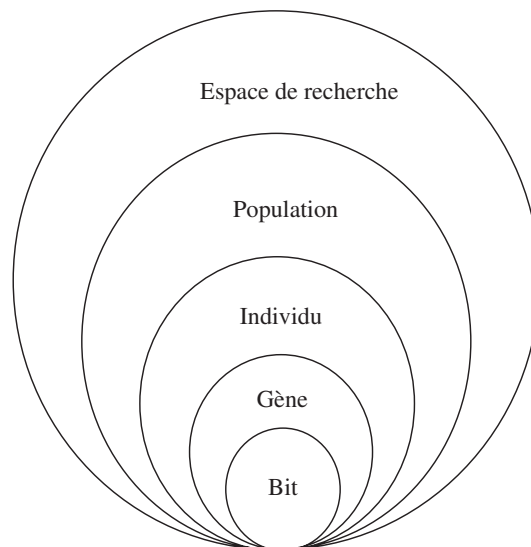 Espace de recherche
Population
Individu
Gène
Bit